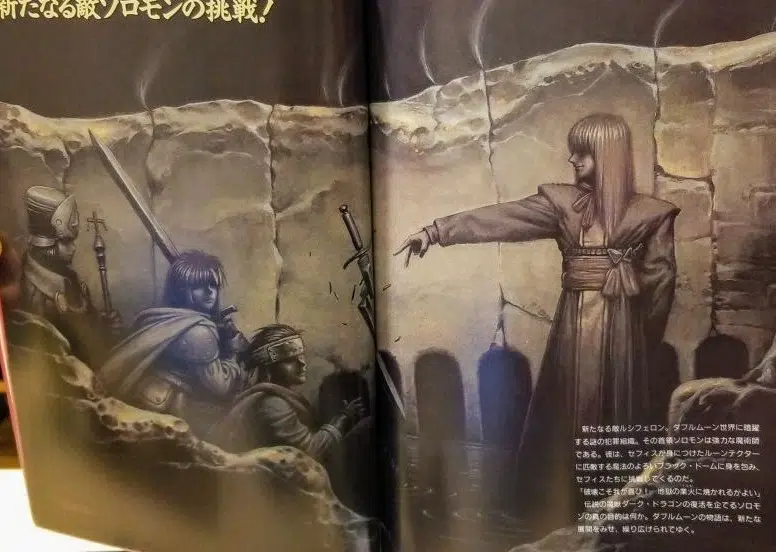 新たなる敵ソロモンの挑戦!
新たなる敵ルシフェロン。ダブルムーン世界に暗躍
する謎の犯罪組織。その首領ソロモンは強力な魔術師
である。彼は、セフィスが身につけたルーンテクター
に匹敵する魔法のよろいブラック・ドームに身を包み、
セフィスたちに挑戦してくるのだ。
「破壊こそ我が喜び! 地獄の業火に焼かれるがよい」
伝説の魔獣ダーク・ドラゴンの復活を企てるソロモ
ンの真の目的は何か。ダブルムーンの物語は、新たな
展開をみせ、繰り広げられてゆく。